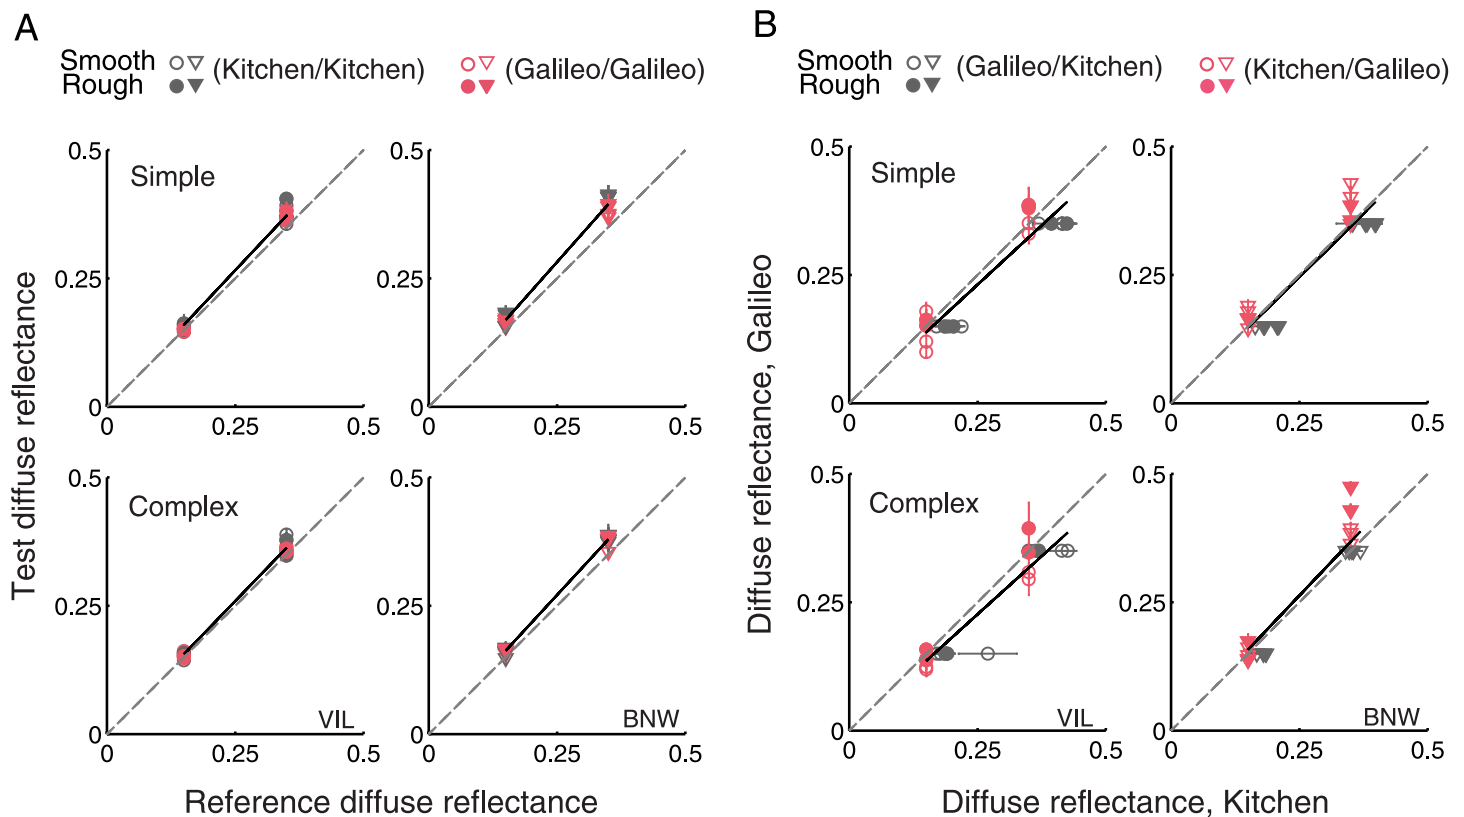 A
Smooth (Kitchen/Kitchen) (Galileo/Galileo)
Rough
B
Smooth (Galileo/Kitchen) (Kitchen/Galileo)
Rough
Test diffuse reflectance
0.5
Simple
0.25
0
0 0.25 0.5
0.5
0.25
0
0 0.25 0.5
0.5
Complex
0.25
0
VIL
0 0.25 0.5
0.5
0.25
0
BNW
0 0.25 0.5
Reference diffuse reflectance
Diffuse reflectance, Galileo
0.5
Simple
0.25
0
0 0.25 0.5
0.5
0.25
0
0 0.25 0.5
0.5
Complex
0.25
0
VIL
0 0.25 0.5
0.5
0.25
0
BNW
0 0.25 0.5
Diffuse reflectance, Kitchen